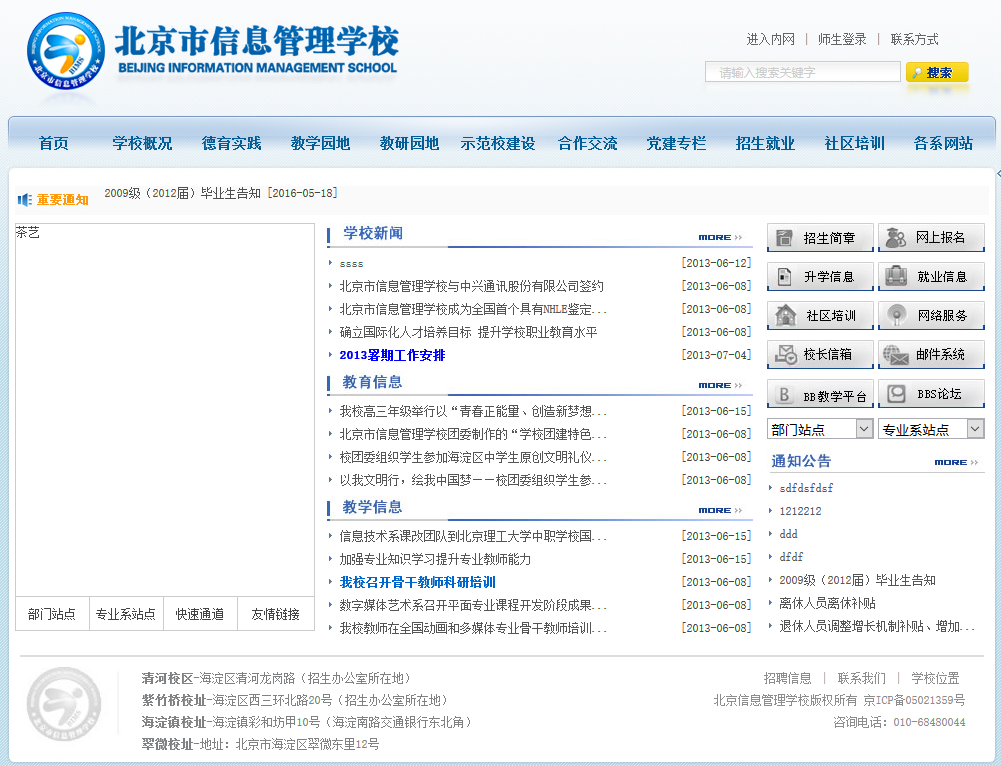 北京市信息管理学校
BEIJING INFORMATION MANAGEMENT SCHOOL
进入内网 | 师生登录 | 联系方式
请输入搜索关键字 搜索
首页 学校概况 德育实践 教学园地 教研园地 示范校建设 合作交流 党建专栏 招生就业 社区培训 各系网站
重要通知 2009级（2012届）毕业生告知 [2016-05-18]
茶艺
部门站点 专业系站点 快速通道 友情链接
学校新闻 MORE
ssss [2013-06-12]
北京市信息管理学校与中兴通讯股份有限公司签约 [2013-06-08]
北京市信息管理学校成为全国首个具有NHLE鉴定... [2013-06-08]
确立国际化人才培养目标 提升学校职业教育水平 [2013-06-08]
2013暑期工作安排 [2013-07-04]
教育信息 MORE
我校高三年级举行以“青春正能量、创造新梦想... [2013-06-15]
北京市信息管理学校团委制作的“学校团建特色... [2013-06-08]
校团委组织学生参加海淀区中学生原创文明礼仪... [2013-06-08]
以我文明行，绘我中国梦——校团委组织学生参... [2013-06-08]
教学信息 MORE
信息技术系课改团队到北京理工大学中职学校国... [2013-06-15]
加强专业知识学习提升专业教师能力 [2013-06-15]
我校召开骨干教师科研培训 [2013-06-08]
数字媒体艺术系召开平面专业课程开发阶段成果... [2013-06-08]
我校教师在全国动画和多媒体专业骨干教师培训... [2013-06-08]
招生简章 网上报名
升学信息 就业信息
社区培训 网络服务
校长信箱 邮件系统
BB教学平台 BBS论坛
部门站点 专业系站点
通知公告 MORE
sdfdsfdsf
1212212
ddd
dfdf
2009级（2012届）毕业生告知
离休人员离休补贴
退休人员调整增长机制补贴、增加...
清河校区-海淀区清河龙岗路（招生办公室所在地）
紫竹桥校址-海淀区西三环北路20号（招生办公室所在地）
海淀镇校址-海淀镇彩和坊甲10号（海淀南路交通银行东北角）
翠微校址-地址：北京市海淀区翠微东里12号
招聘信息 | 联系我们 | 学校位置
北京信息管理学校版权所有 京ICP备05021359号
咨询电话：010-68480044